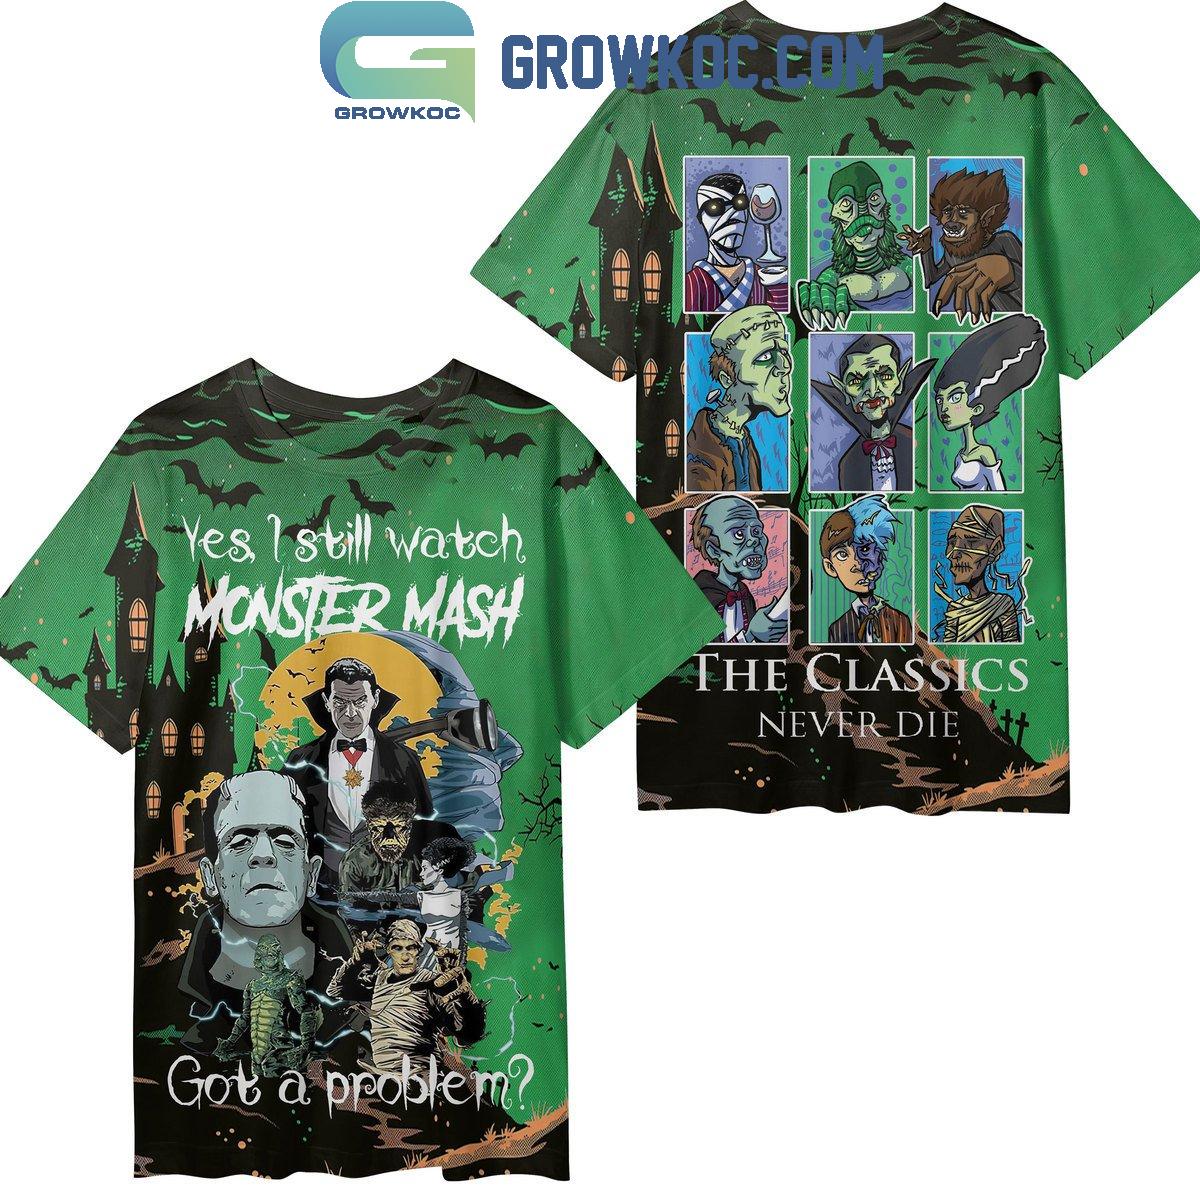 GROWKOC
GROWKOC.COM
Yes, I still watch
MONSTER MASH
Got a problem?
THE CLASSICS
NEVER DIE